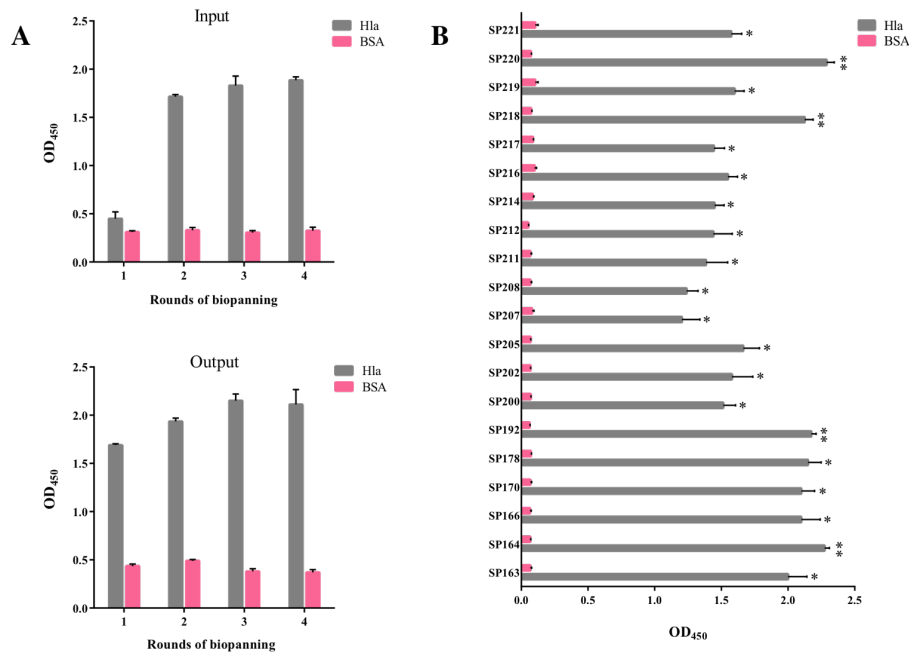 A
Input
Hla
BSA
OD450
2.5
2.0
1.5
1.0
0.5
0.0
1 2 3 4
Rounds of biopanning
Output
Hla
BSA
OD450
2.5
2.0
1.5
1.0
0.5
0.0
1 2 3 4
Rounds of biopanning
B
Hla
BSA
SP221 *
SP220 **
SP219 *
SP218 **
SP217 *
SP216 *
SP214 *
SP212 *
SP211 *
SP208 *
SP207 *
SP205 *
SP202 *
SP200 *
SP192 **
SP178 *
SP170 *
SP166 *
SP164 **
SP163 *
0.0 0.5 1.0 1.5 2.0 2.5
OD450